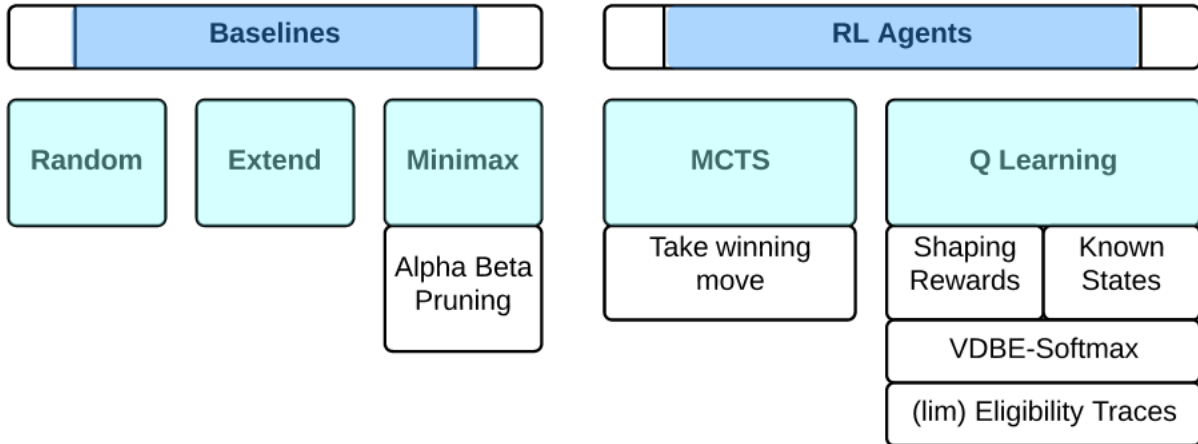 Baselines
RL Agents
Random
Extend
Minimax
MCTS
Q Learning
Alpha Beta
Pruning
Take winning
move
Shaping
Rewards
Known
States
VDBE-Softmax
(lim) Eligibility Traces